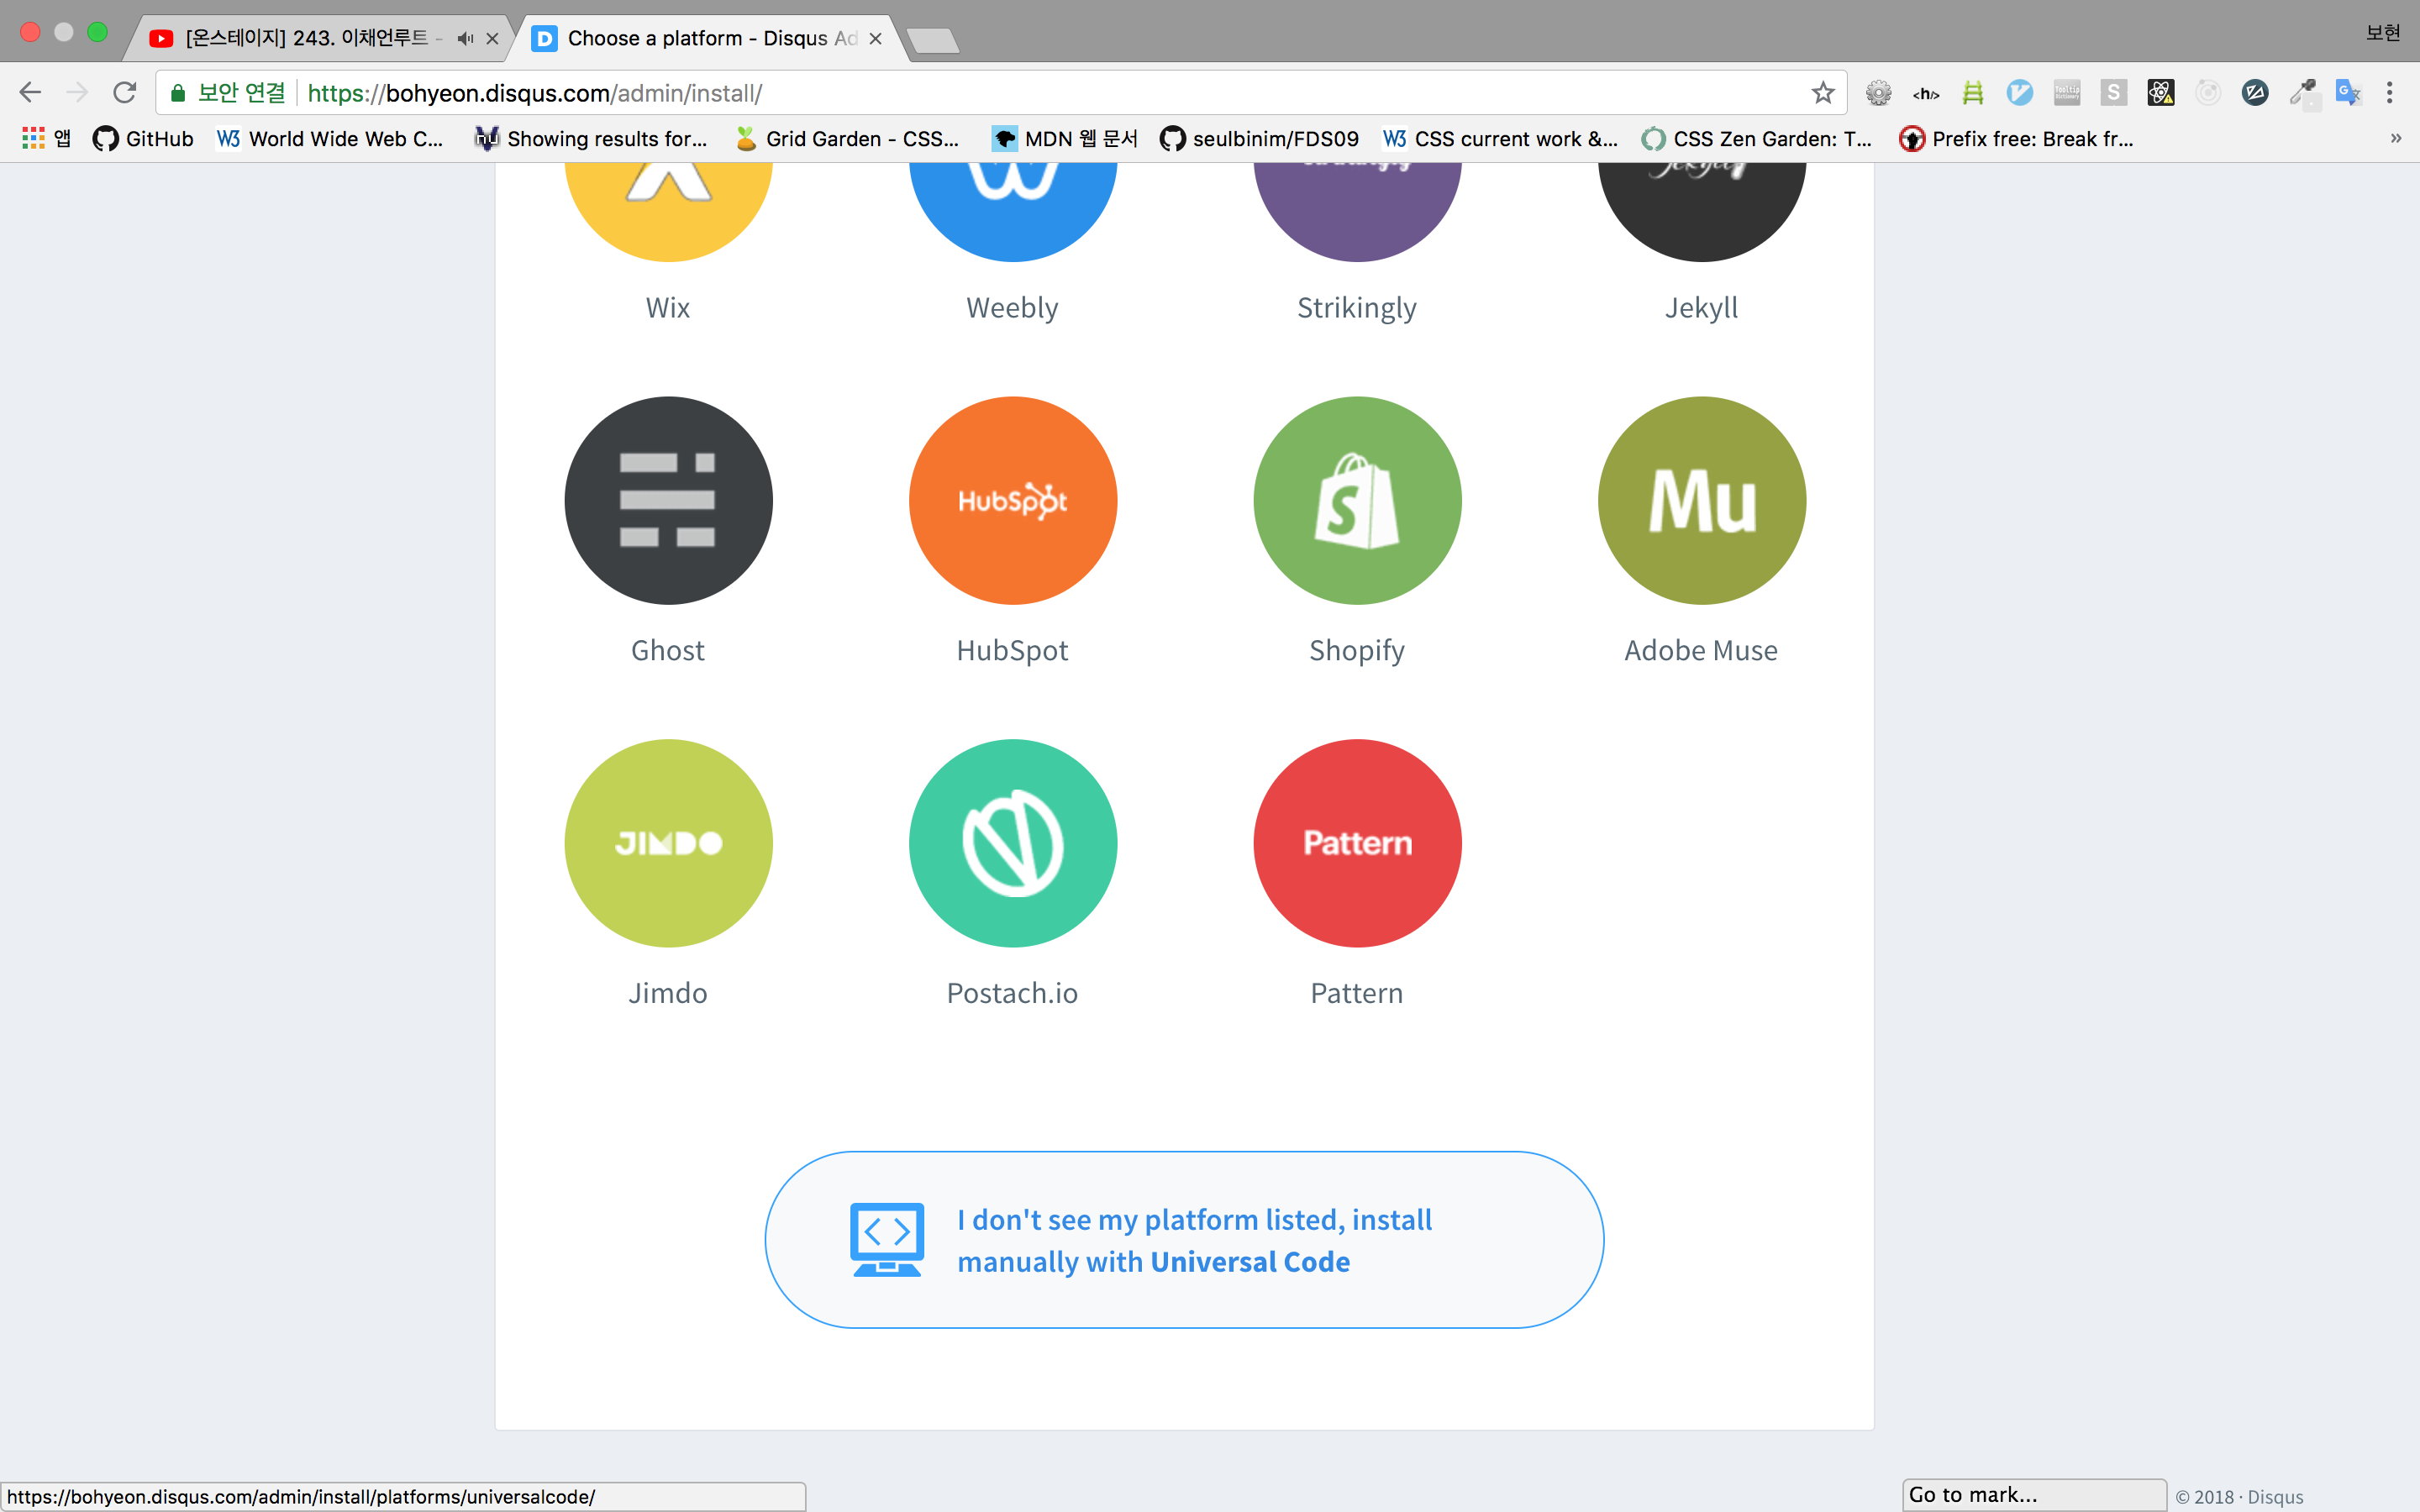 [온스테이지] 243. 이채언루트 -
Choose a platform - Disqus Ad
보현
보안 연결
https://bohyeon.disqus.com/admin/install/
앱
GitHub
World Wide Web C...
Showing results for...
Grid Garden - CSS...
MDN 웹 문서
seulbinim/FDS09
CSS current work &...
CSS Zen Garden: T...
Prefix free: Break fr...
»
Wix
Weebly
Strikingly
Jekyll
HubSpot
Mu
Ghost
HubSpot
Shopify
Adobe Muse
JIMDO
Pattern
Jimdo
Postach.io
Pattern
I don't see my platform listed, install
manually with Universal Code
https://bohyeon.disqus.com/admin/install/platforms/universalcode/
Go to mark...
© 2018 · Disqus